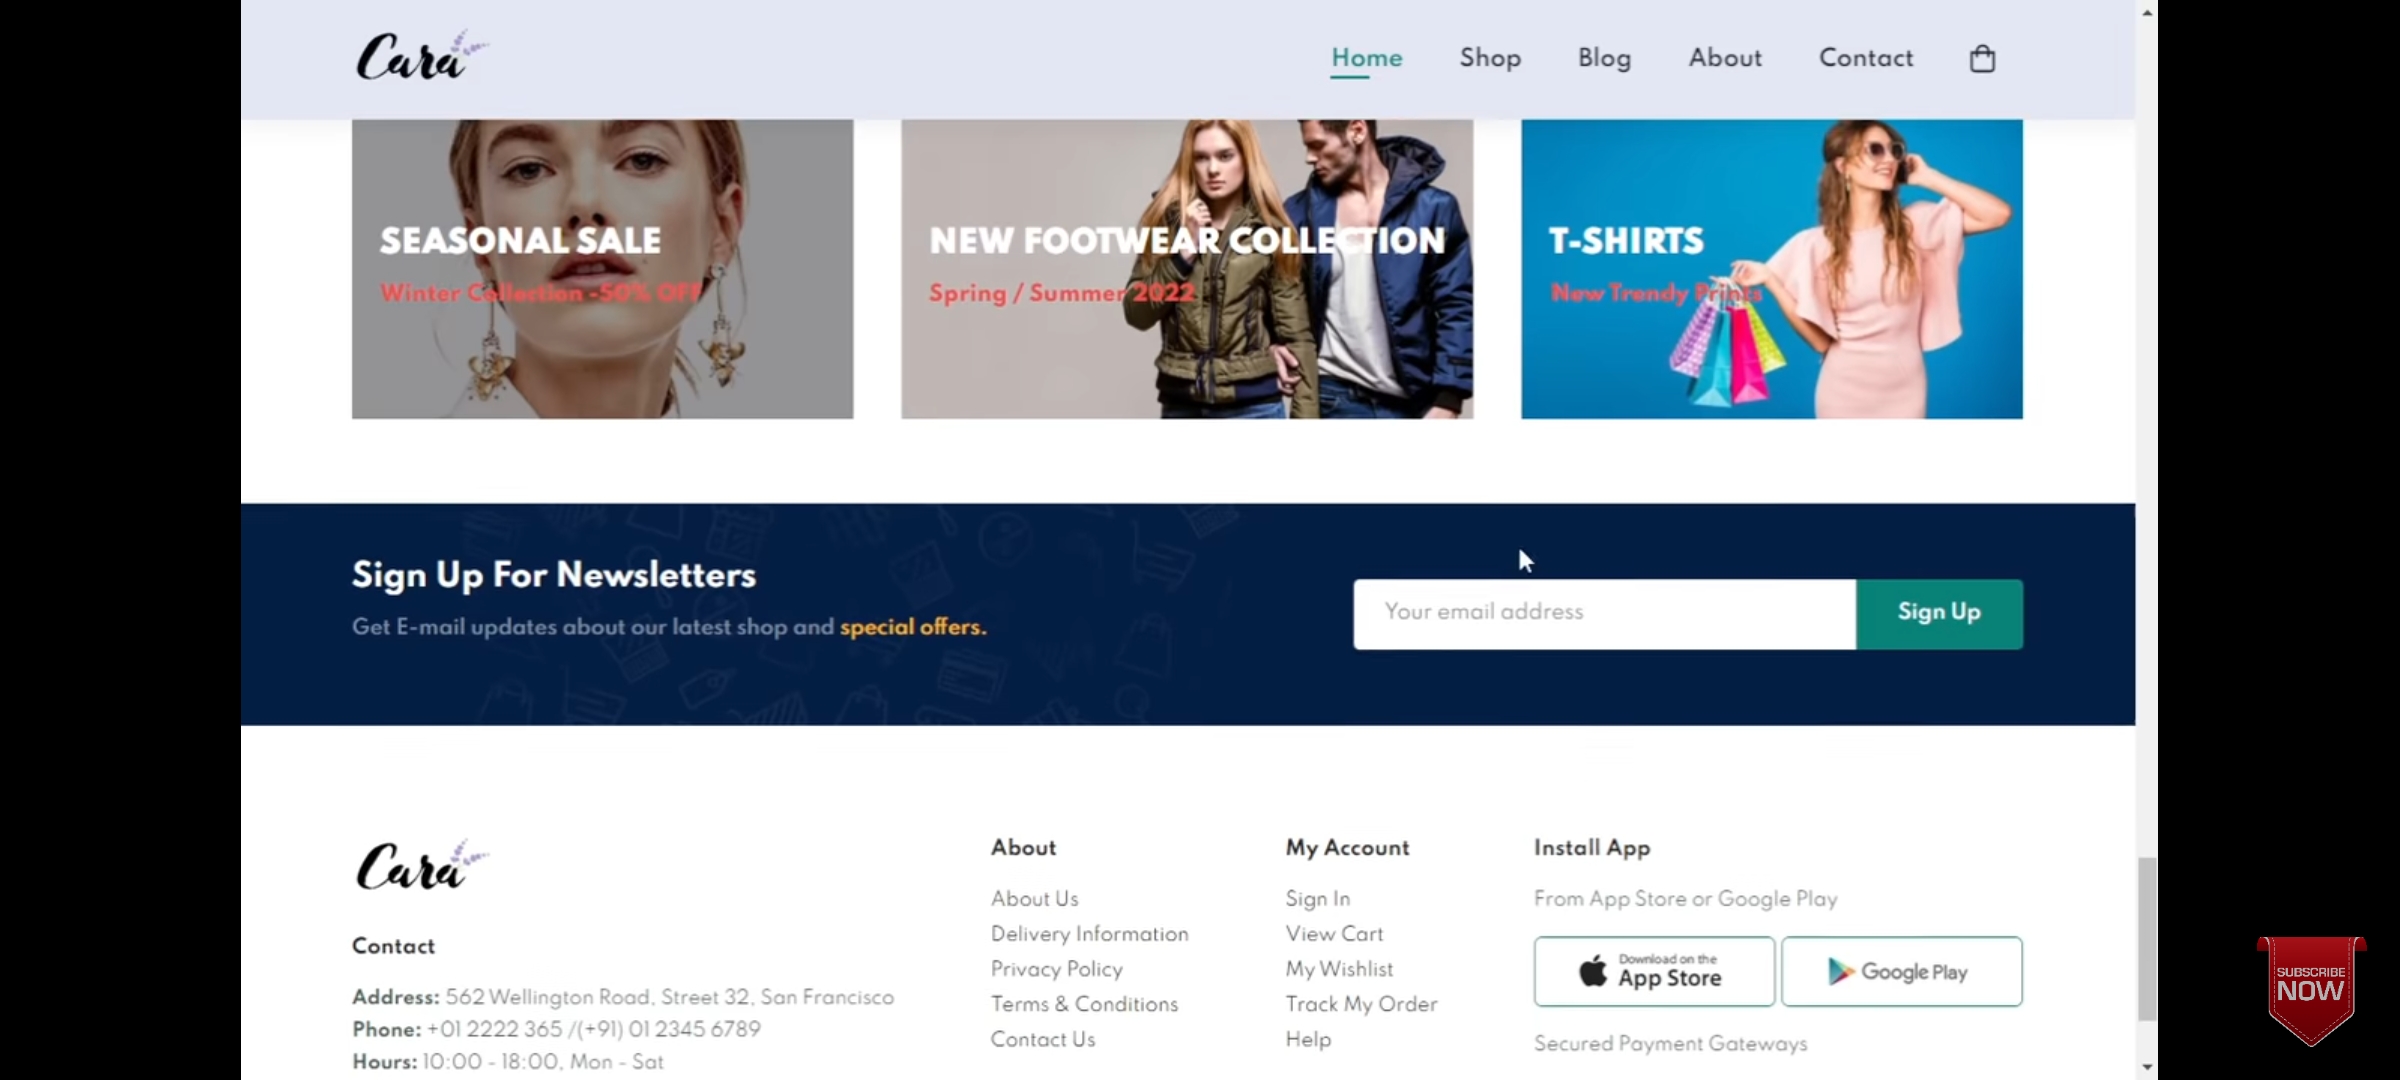 Cara
Home Shop Blog About Contact
SEASONAL SALE
Winter Collection -50% OFF
NEW FOOTWEAR COLLECTION
Spring / Summer 2022
T-SHIRTS
New Trendy Prints
Sign Up For Newsletters
Get E-mail updates about our latest shop and special offers.
Your email address
Sign Up
Cara
Contact
Address: 562 Wellington Road, Street 32, San Francisco
Phone: +01 2222 365 /(+91) 01 2345 6789
Hours: 10:00 - 18:00, Mon - Sat
About
About Us
Delivery Information
Privacy Policy
Terms & Conditions
Contact Us
My Account
Sign In
View Cart
My Wishlist
Track My Order
Help
Install App
From App Store or Google Play
Download on the
App Store
Google Play
Secured Payment Gateways
SUBSCRIBE
NOW